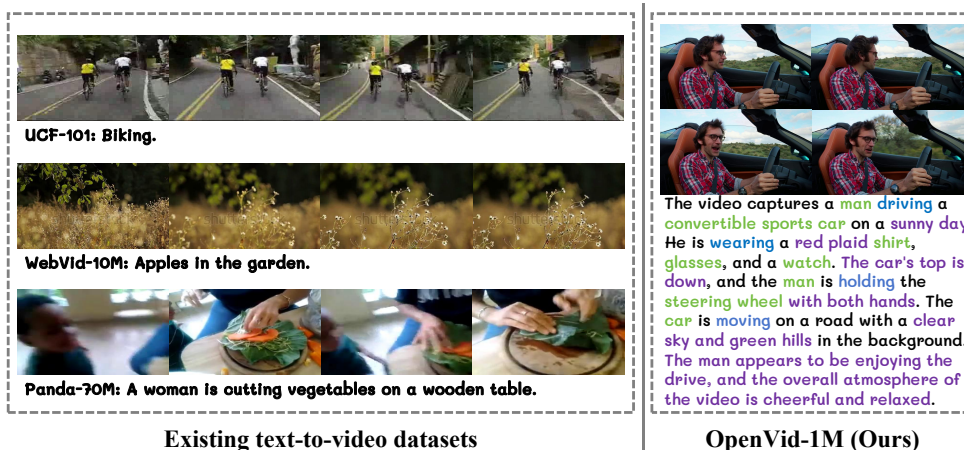 UCF-101: Biking.
WebVid-10M: Apples in the garden.
Panda-70M: A woman is cutting vegetables on a wooden table.
Existing text-to-video datasets
The video captures a man driving a
convertible sports car on a sunny day
He is wearing a red plaid shirt,
glasses, and a watch. The car's top is
down, and the man is holding the
steering wheel with both hands. The
car is moving on a road with a clear
sky and green hills in the background.
The man appears to be enjoying the
drive, and the overall atmosphere of
the video is cheerful and relaxed.
OpenVid-1M (Ours)